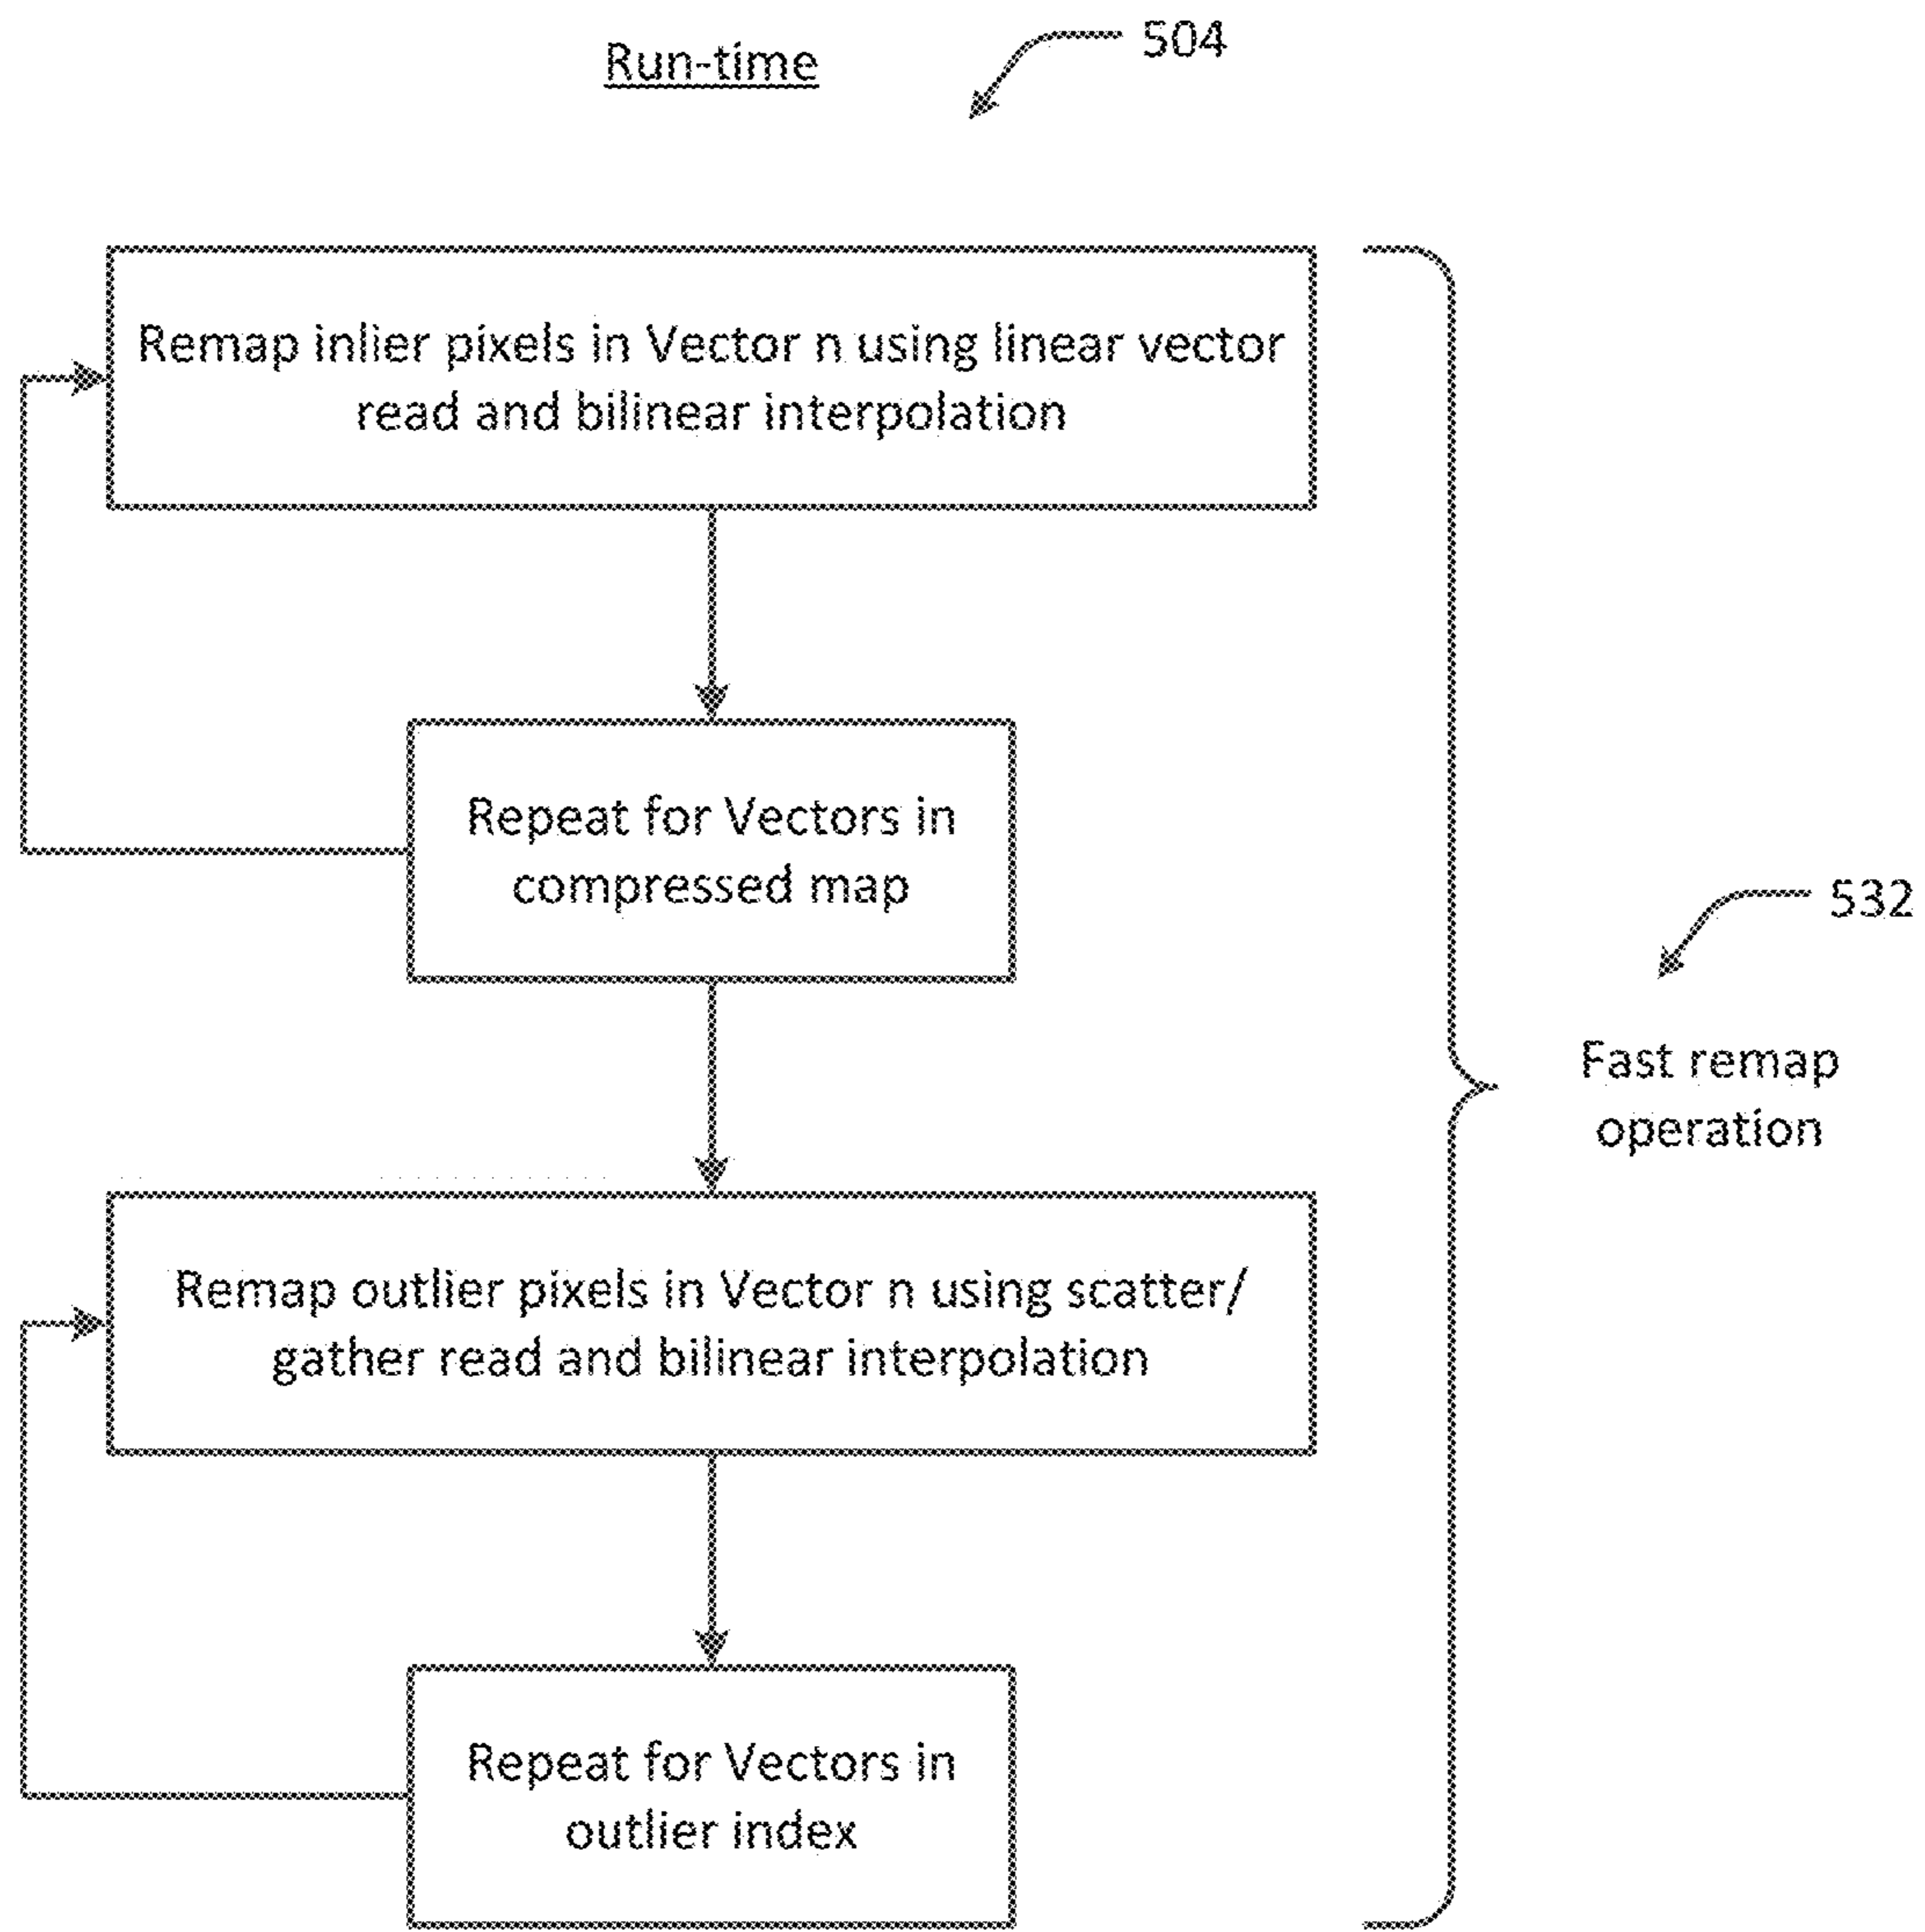 Run-time
504
Remap inlier pixels in Vector n using linear vector
read and bilinear interpolation
Repeat for Vectors in
compressed map
532
Fast remap
operation
Remap outlier pixels in Vector n using scatter/
gather read and bilinear interpolation
Repeat for Vectors in
outlier index